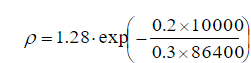 ρ = 1.28·exp(−(0.2×10000)/(0.3×86400))